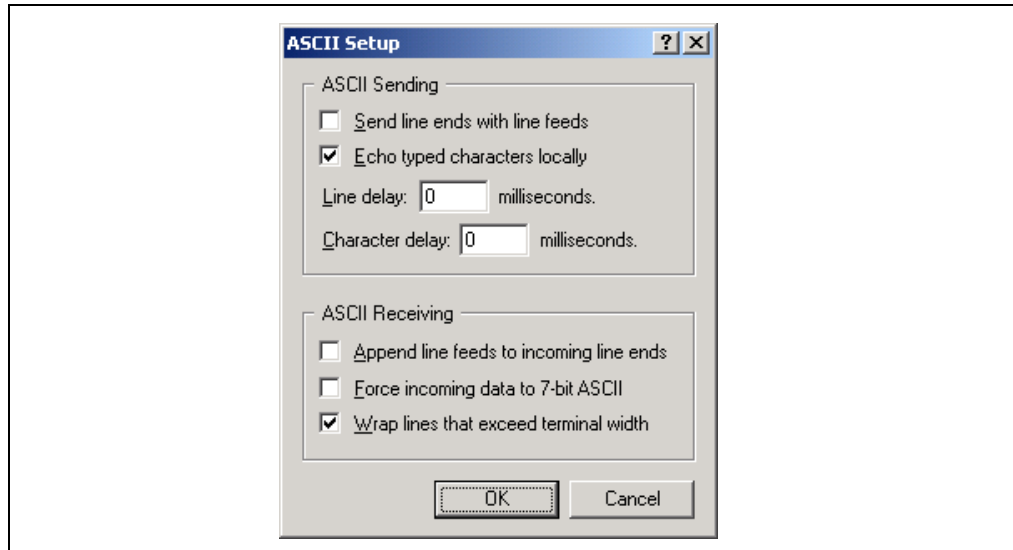 ASCII Setup
ASCII Sending
Send line ends with line feeds
Echo typed characters locally
Line delay: 0 milliseconds.
Character delay: 0 milliseconds.
ASCII Receiving
Append line feeds to incoming line ends
Force incoming data to 7-bit ASCII
Wrap lines that exceed terminal width
OK Cancel